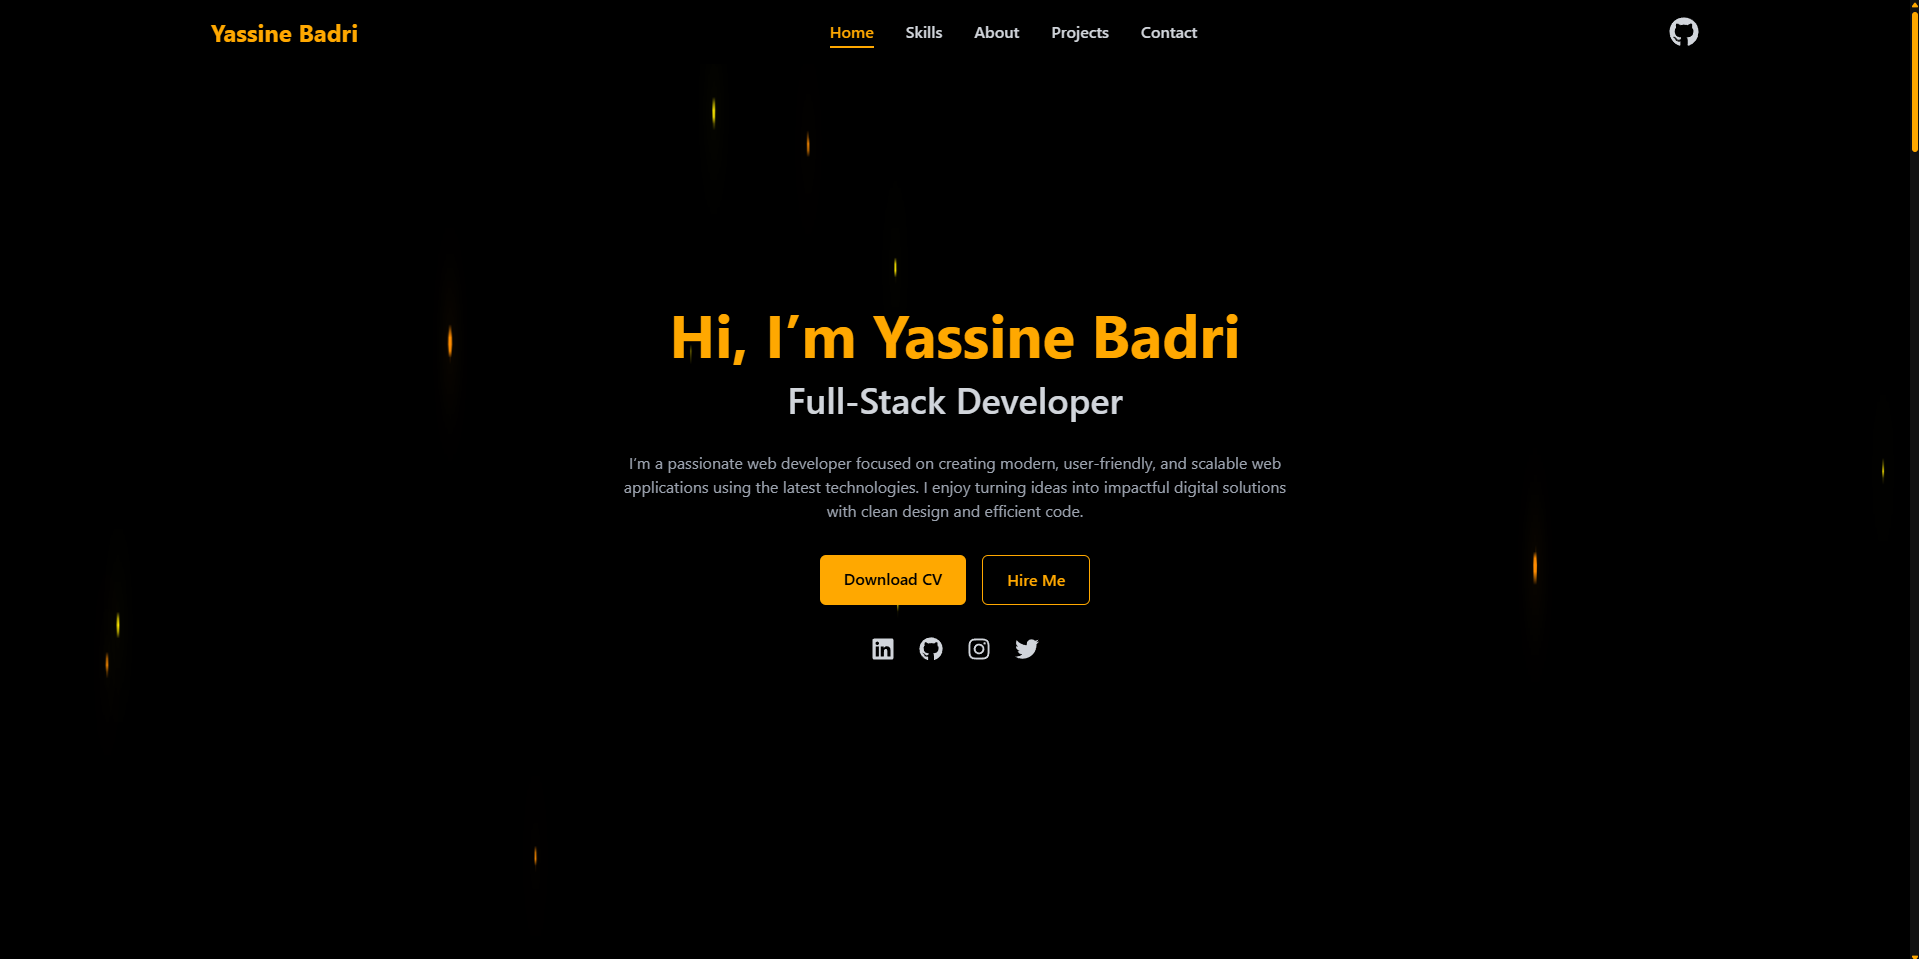 Yassine Badri
Home Skills About Projects Contact
Hi, I’m Yassine Badri
Full-Stack Developer
I’m a passionate web developer focused on creating modern, user-friendly, and scalable web
applications using the latest technologies. I enjoy turning ideas into impactful digital solutions
with clean design and efficient code.
Download CV
Hire Me